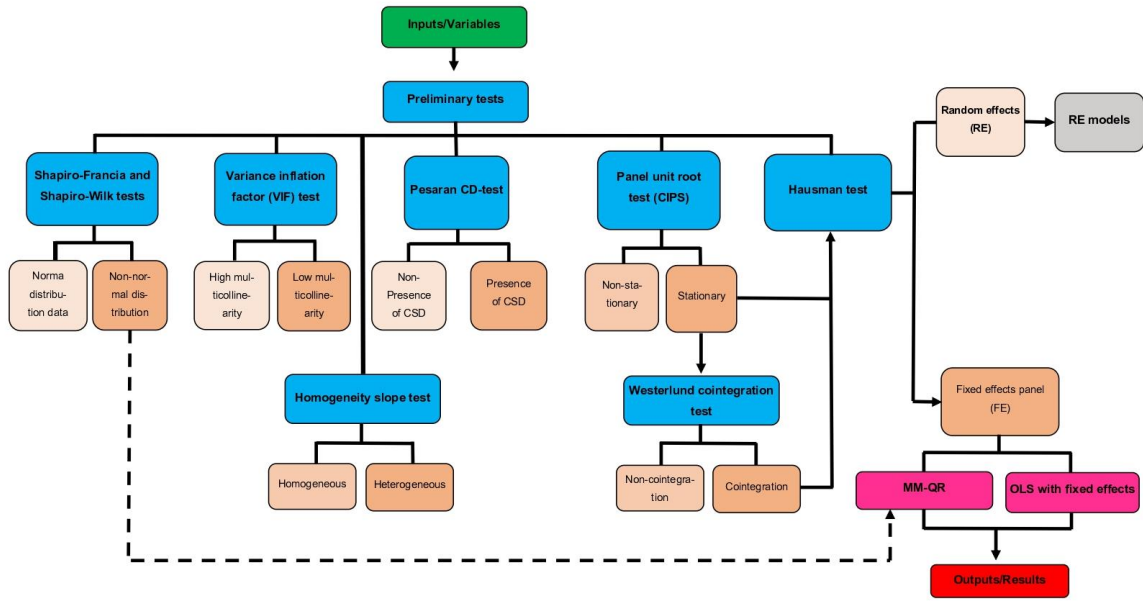 Inputs/Variables
Preliminary tests
Random effects
(RE)
RE models
Shapiro-Francia and
Shapiro-Wilk tests
Variance inflation
factor (VIF) test
Pesaran CD-test
Panel unit root
test (CIPS)
Hausman test
Norma
distribu-
tion data
Non-nor-
mal dis-
tribution
High mul-
ticolline-
arity
Low mul-
ticolline-
arity
Non-
Presence
of CSD
Presence
of CSD
Non-sta-
tionary
Stationary
Homogeneity slope test
Westerlund cointegration
test
Fixed effects panel
(FE)
Homogeneous
Heterogeneous
Non-cointegra-
tion
Cointegration
MM-QR
OLS with fixed effects
Outputs/Results